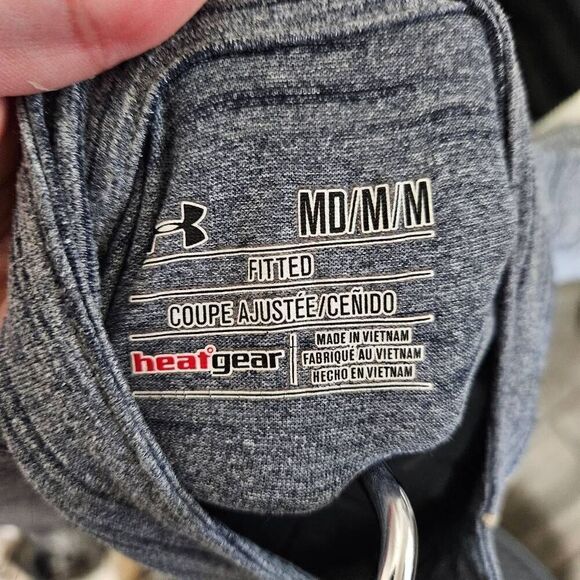 MD/M/M
FITTED
COUPE AJUSTÉE/CEÑIDO
heatgear
MADE IN VIETNAM
FABRIQUÉ AU VIETNAM
HECHO EN VIETNAM